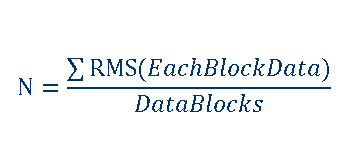 N = ∑ RMS(EachBlockData) / DataBlocks